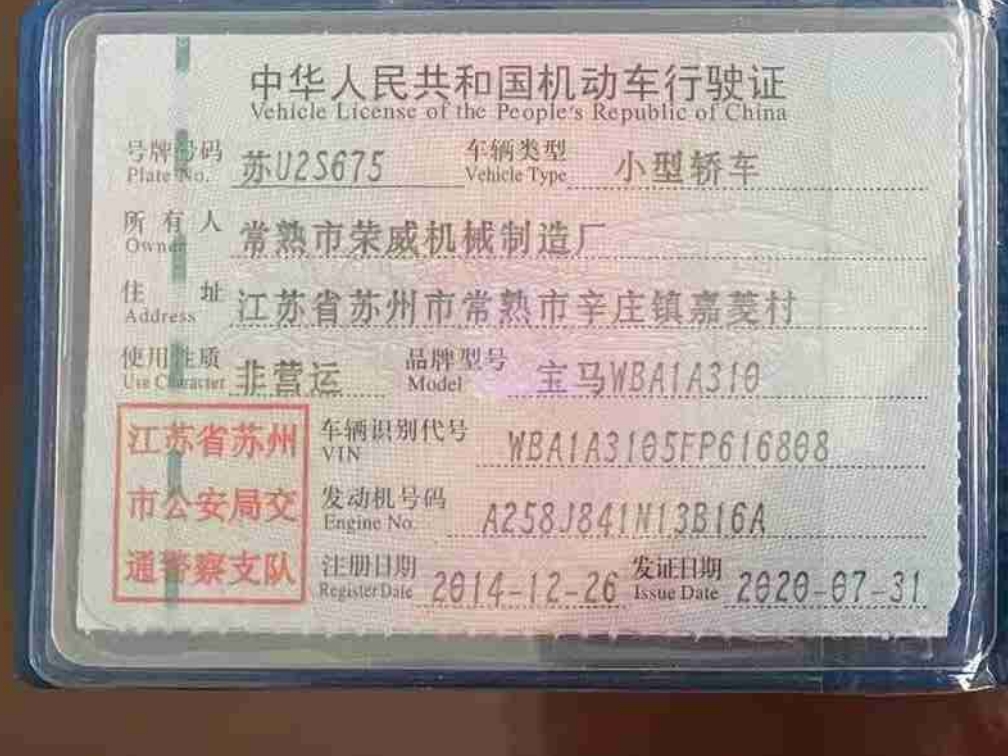 中华人民共和国机动车行驶证
Vehicle License of the People's Republic of China
号牌号码 苏U2S675 车辆类型 小型轿车
Plate No. Vehicle Type
所有人 常熟市荣威机械制造厂
Owner
住址 江苏省苏州市常熟市辛庄镇嘉菱村
Address
使用性质 非营运 品牌型号 宝马WBA1A310
Use Character Model
江苏省苏州 车辆识别代号 WBA1A3105FP616808
VIN
市公安局交 发动机号码 A258J841N13B16A
Engine No.
通警察支队 注册日期 2014-12-26 发证日期 2020-07-31
Register Date Issue Date